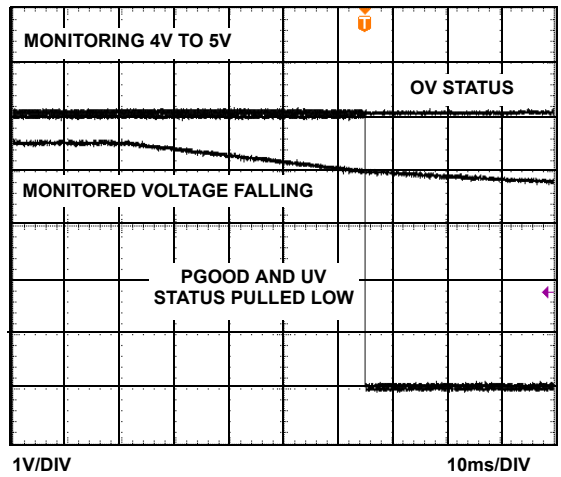 T
MONITORING 4V TO 5V
OV STATUS
MONITORED VOLTAGE FALLING
PGOOD AND UV
STATUS PULLED LOW
1V/DIV
10ms/DIV